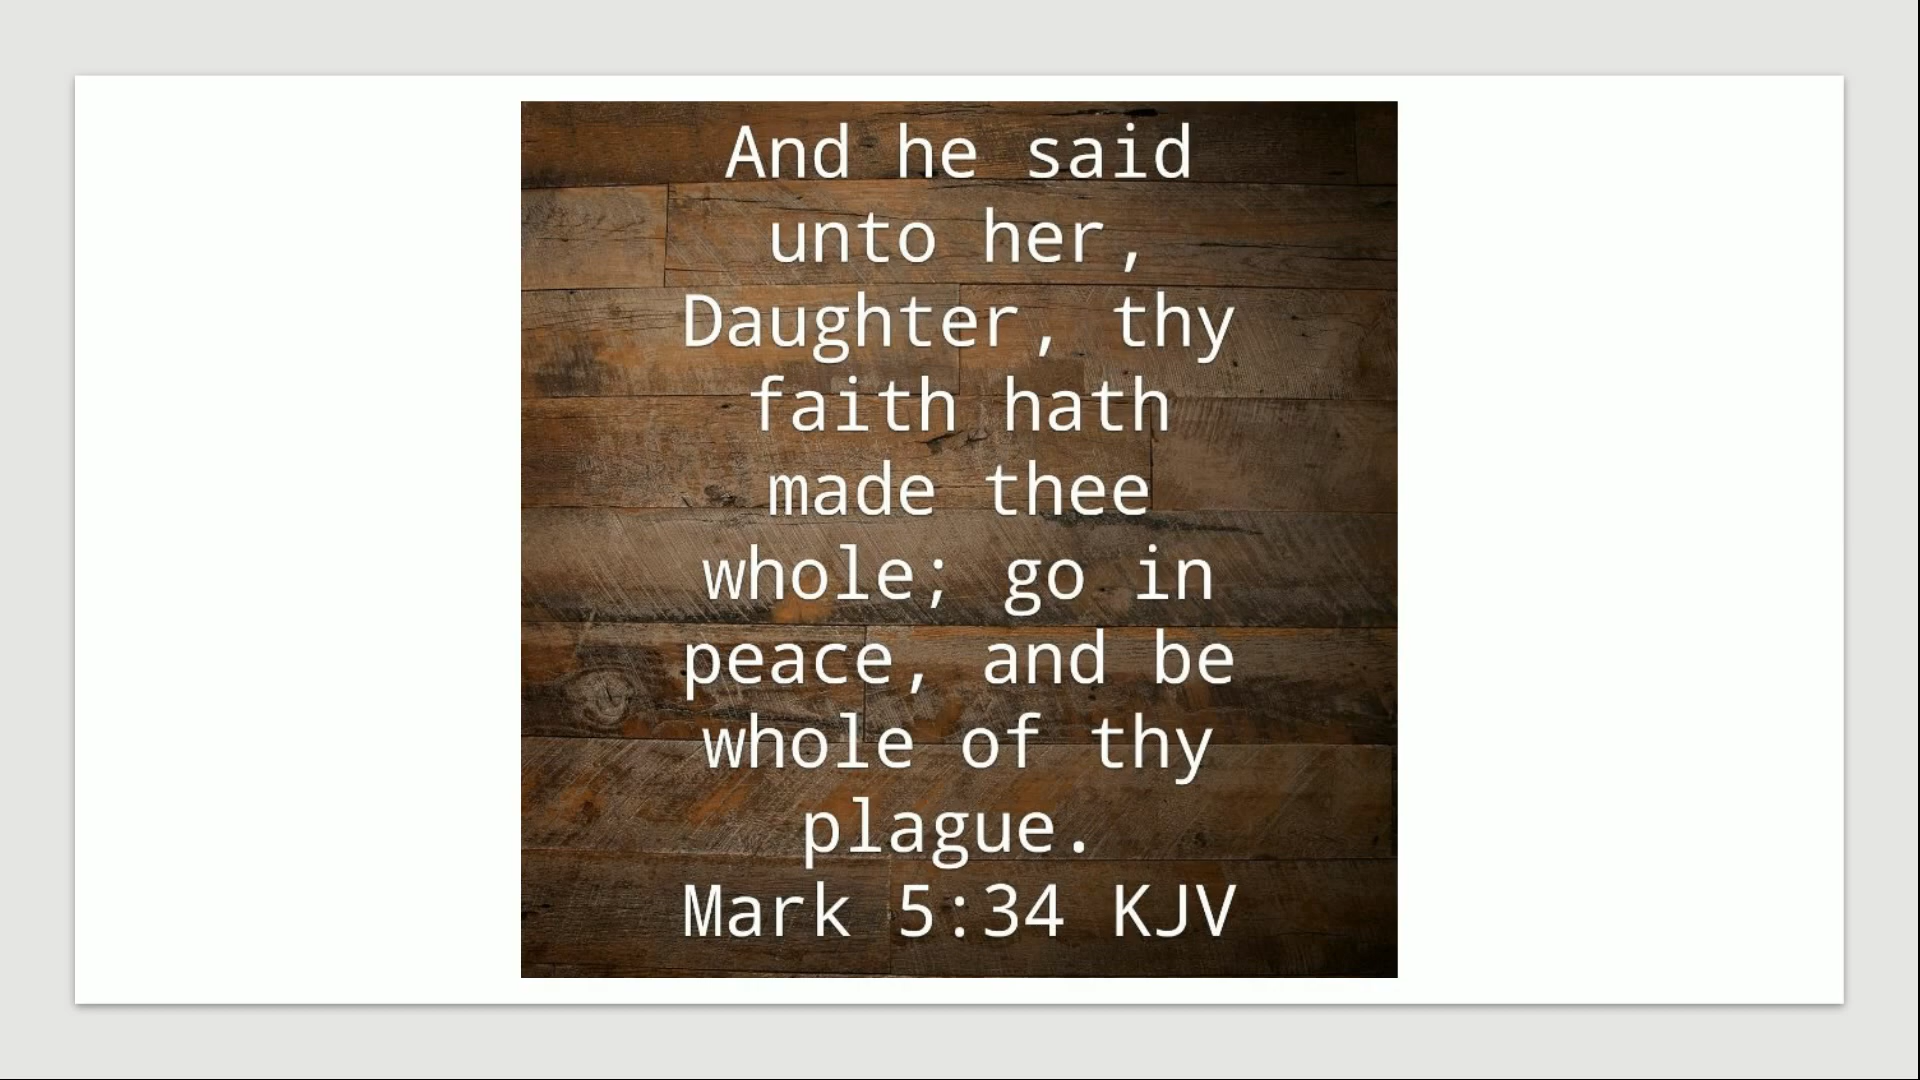 And he said
unto her,
Daughter, thy
faith hath
made thee
whole; go in
peace, and be
whole of thy
plague.
Mark 5:34 KJV